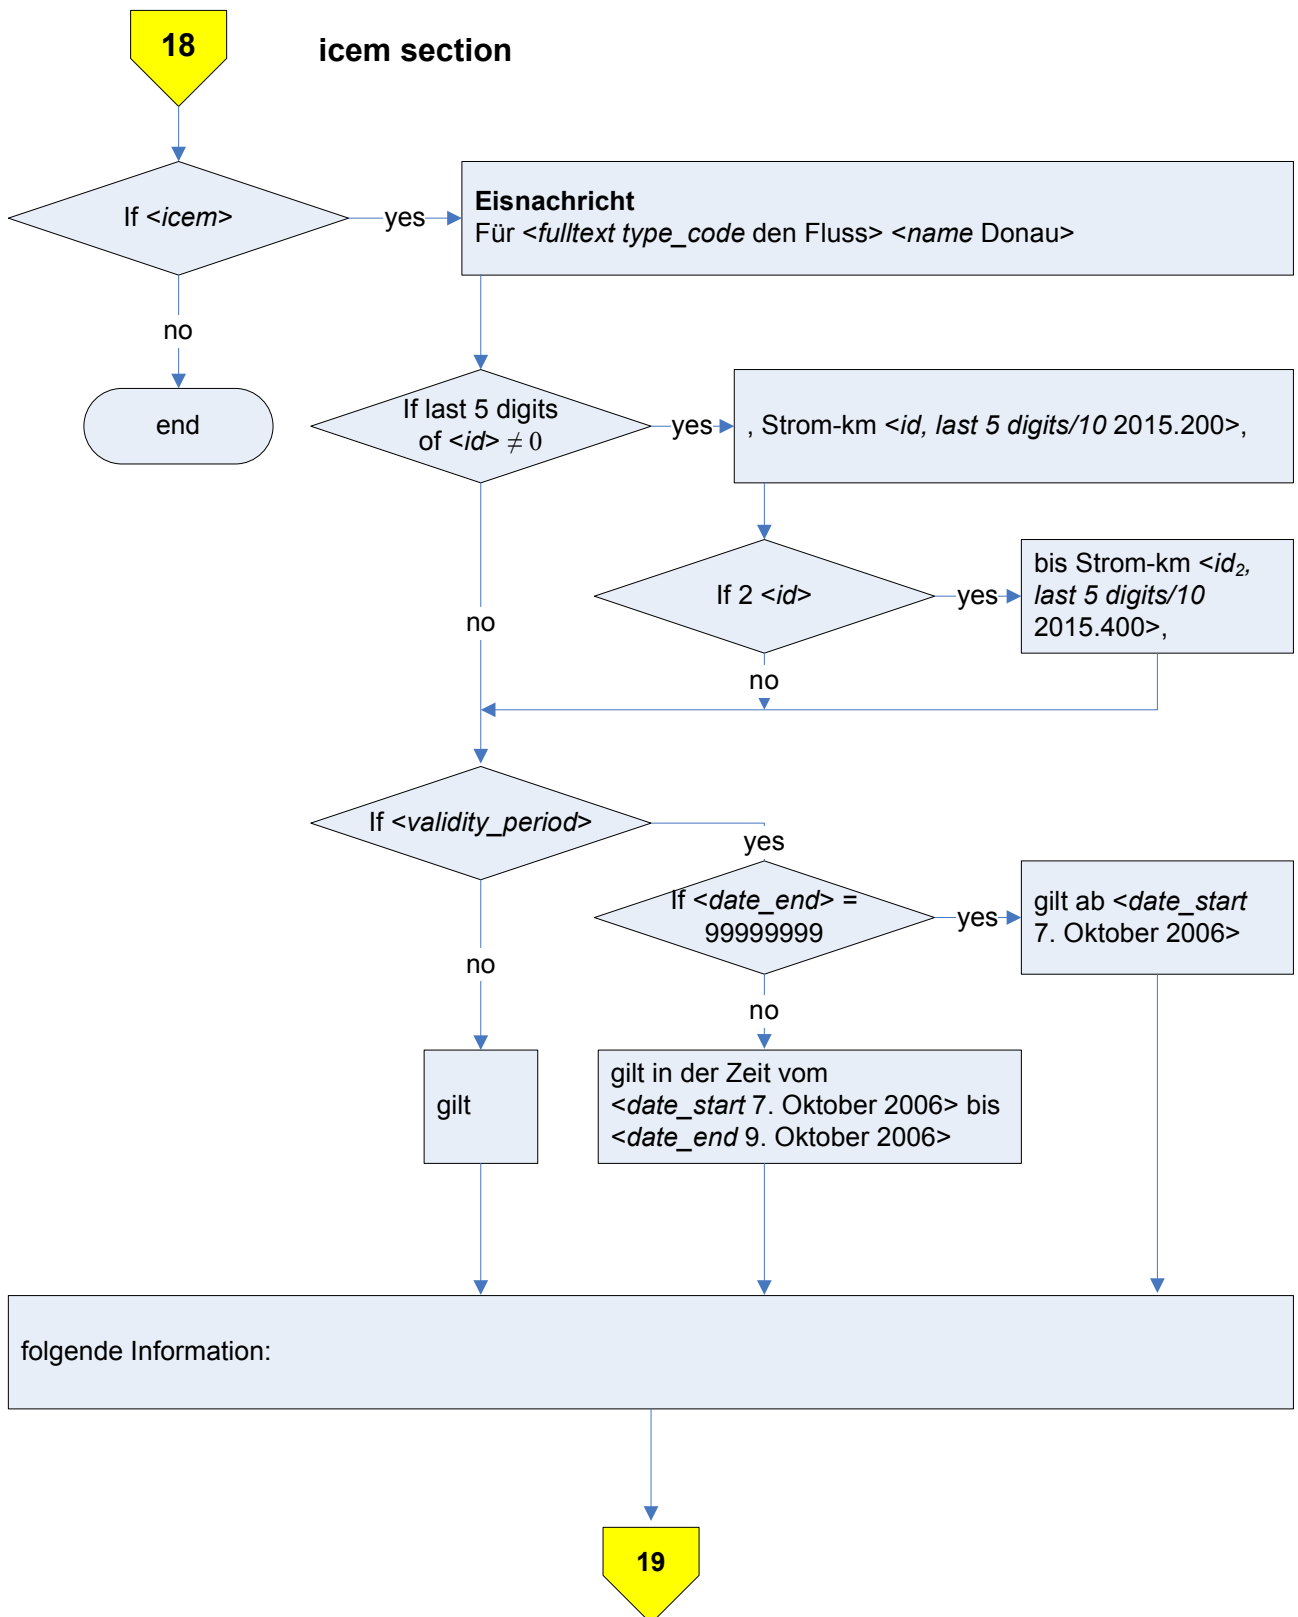 18
icem section
If <icem>
yes
Eisnachricht
Für <fulltext type_code den Fluss> <name Donau>
no
end
If last 5 digits
of <id> ≠ 0
yes
, Strom-km <id, last 5 digits/10 2015.200>,
If 2 <id>
yes
bis Strom-km <id₂,
last 5 digits/10
2015.400>,
no
no
If <validity_period>
yes
If <date_end> =
99999999
yes
gilt ab <date_start
7. Oktober 2006>
no
no
gilt
gilt in der Zeit vom
<date_start 7. Oktober 2006> bis
<date_end 9. Oktober 2006>
folgende Information:
19